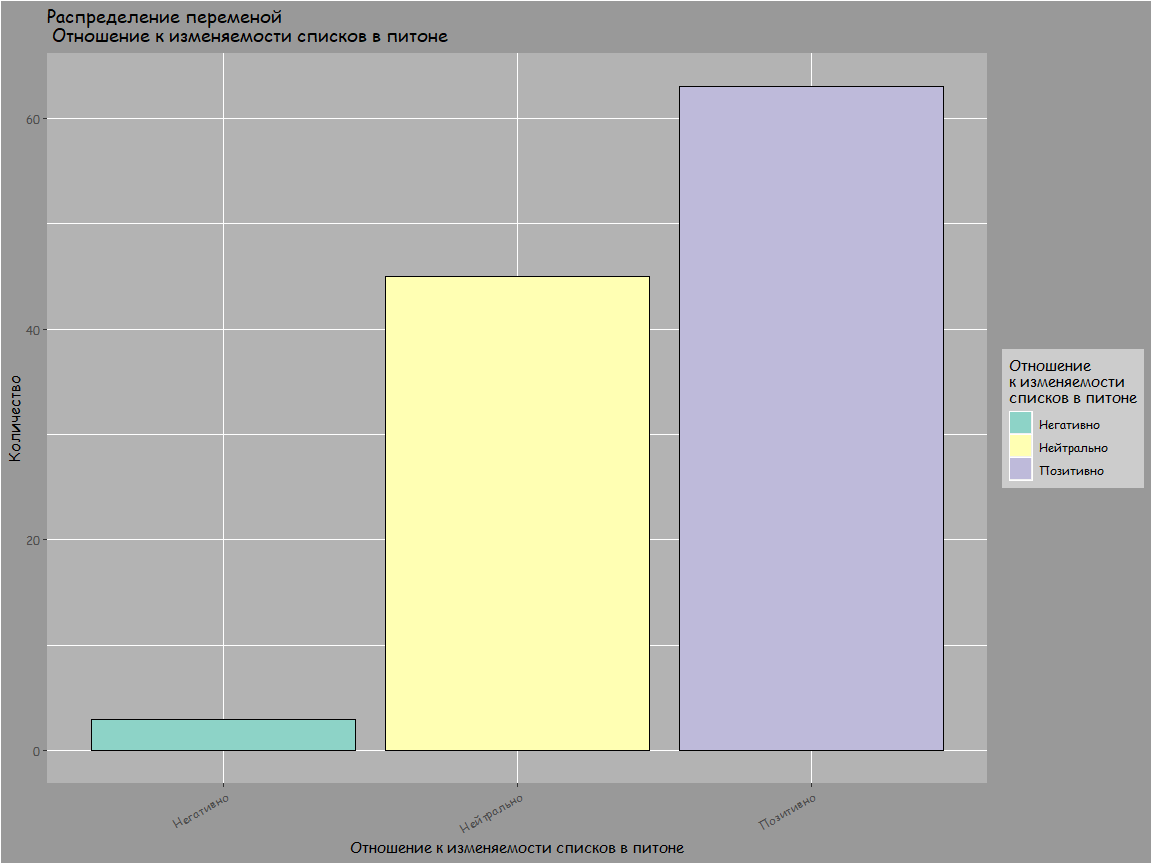 Распределение переменой
Отношение к изменяемости списков в питоне
Количество
60
40
20
0
Негативно
Нейтрально
Позитивно
Отношение к изменяемости списков в питоне
Отношение
к изменяемости
списков в питоне
Негативно
Нейтрально
Позитивно